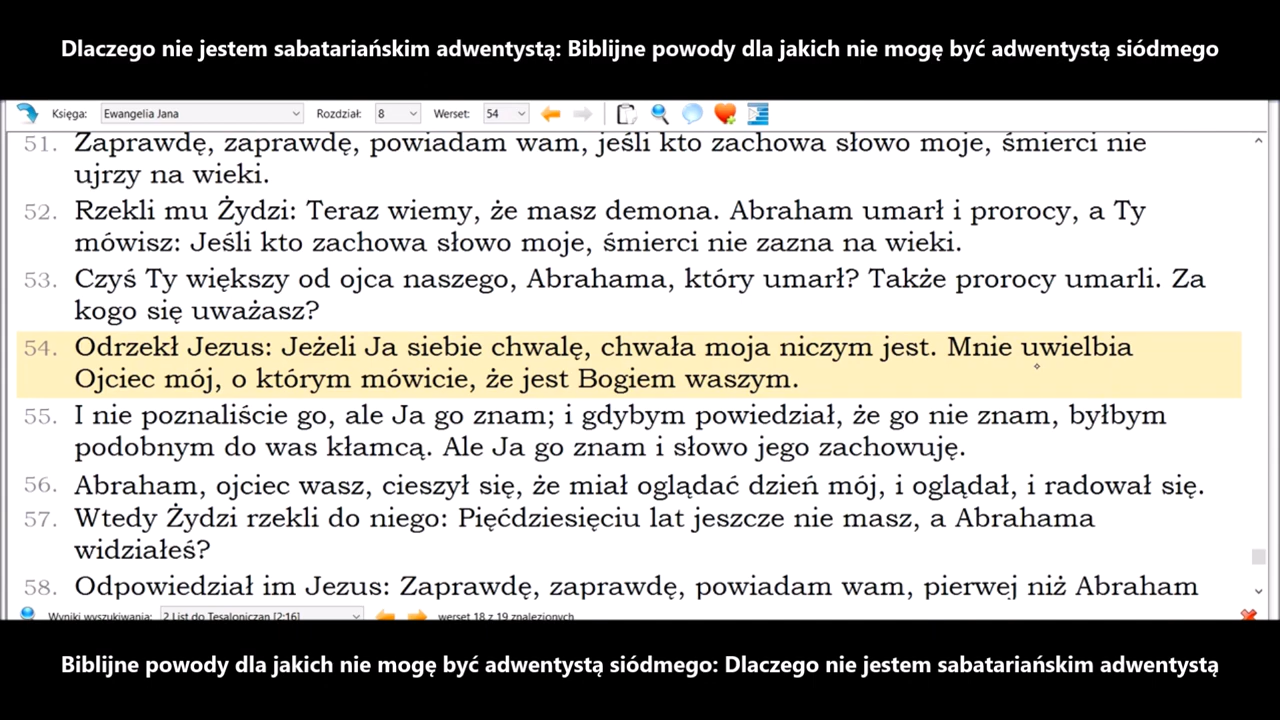 Dlaczego nie jestem sabatariańskim adwentystą: Biblijne powody dla jakich nie mogę być adwentystą siódmego
Księga: Ewangelia Jana Rozdział: 8 Werset: 54
51. Zaprawdę, zaprawdę, powiadam wam, jeśli kto zachowa słowo moje, śmierci nie
ujrzy na wieki.
52. Rzekli mu Żydzi: Teraz wiemy, że masz demona. Abraham umarł i prorocy, a Ty
mówisz: Jeśli kto zachowa słowo moje, śmierci nie zazna na wieki.
53. Czyś Ty większy od ojca naszego, Abrahama, który umarł? Także prorocy umarli. Za
kogo się uważasz?
54. Odrzekł Jezus: Jeżeli Ja siebie chwalę, chwała moja niczym jest. Mnie uwielbia
Ojciec mój, o którym mówicie, że jest Bogiem waszym.
55. I nie poznaliście go, ale Ja go znam; i gdybym powiedział, że go nie znam, byłbym
podobnym do was kłamcą. Ale Ja go znam i słowo jego zachowuję.
56. Abraham, ojciec wasz, cieszył się, że miał oglądać dzień mój, i oglądał, i radował się.
57. Wtedy Żydzi rzekli do niego: Pięćdziesięciu lat jeszcze nie masz, a Abrahama
widziałeś?
58. Odpowiedział im Jezus: Zaprawdę, zaprawdę, powiadam wam, pierwej niż Abraham
Wyniki wyszukiwania: 2 List do Tesaloniczan [2:16] werset 18 z 19 znalezionych
Biblijne powody dla jakich nie mogę być adwentystą siódmego: Dlaczego nie jestem sabatariańskim adwentystą